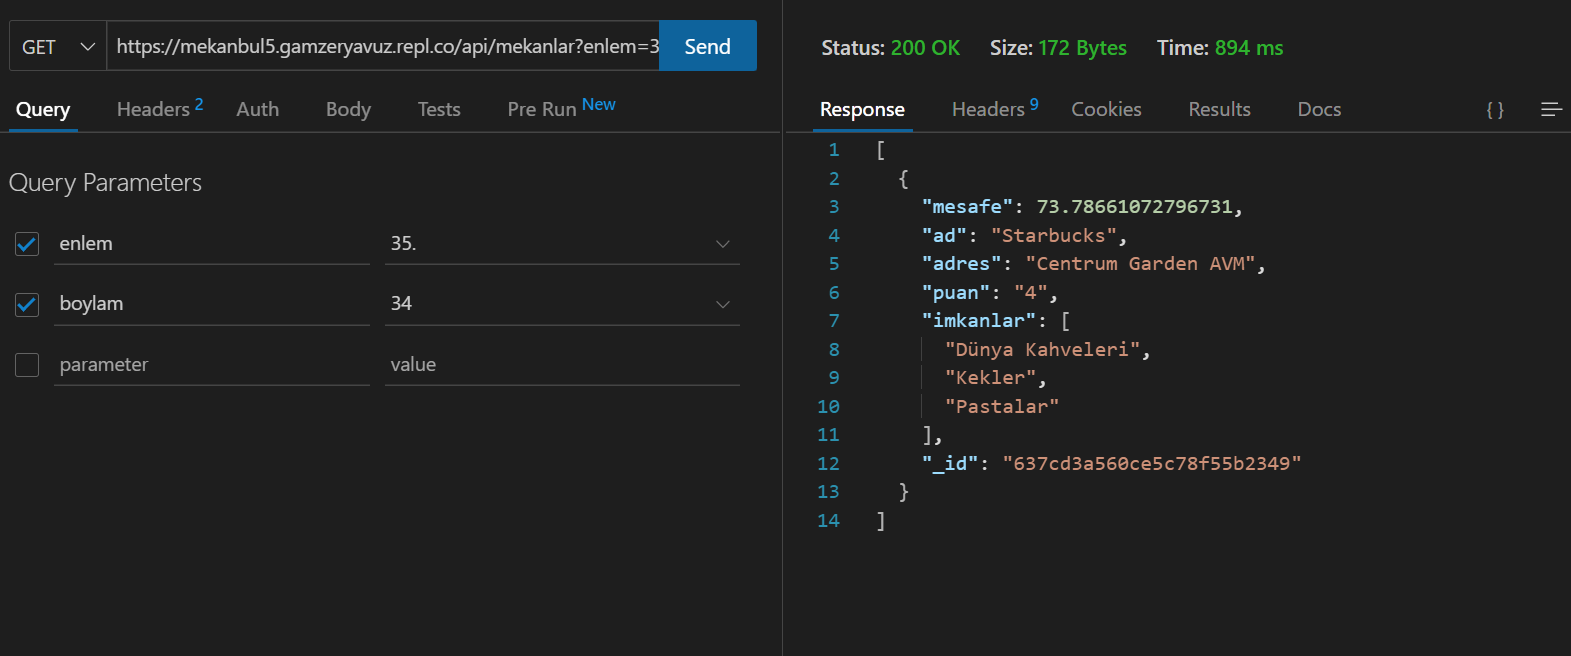 GET https://mekanbul5.gamzeryavuz.repl.co/api/mekanlar?enlem=3 Send
Query Headers 2 Auth Body Tests Pre Run New
Query Parameters
enlem 35.
boylam 34
parameter value
Status: 200 OK Size: 172 Bytes Time: 894 ms
Response Headers 9 Cookies Results Docs { }
1 [
2 {
3 "mesafe": 73.78661072796731,
4 "ad": "Starbucks",
5 "adres": "Centrum Garden AVM",
6 "puan": "4",
7 "imkanlar": [
8 "Dünya Kahveleri",
9 "Kekler",
10 "Pastalar"
11 ],
12 "_id": "637cd3a560ce5c78f55b2349"
13 }
14 ]